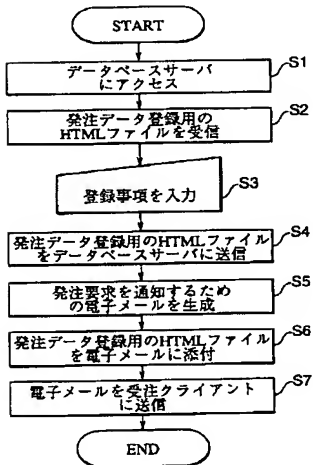 START
データベースサーバ
にアクセス
S1
発注データ登録用の
HTMLファイルを受信
S2
登録事項を入力
S3
発注データ登録用のHTMLファイル
をデータベースサーバに送信
S4
発注要求を通知するため
の電子メールを生成
S5
発注データ登録用のHTMLファイル
を電子メールに添付
S6
電子メールを受注クライアント
に送信
S7
END